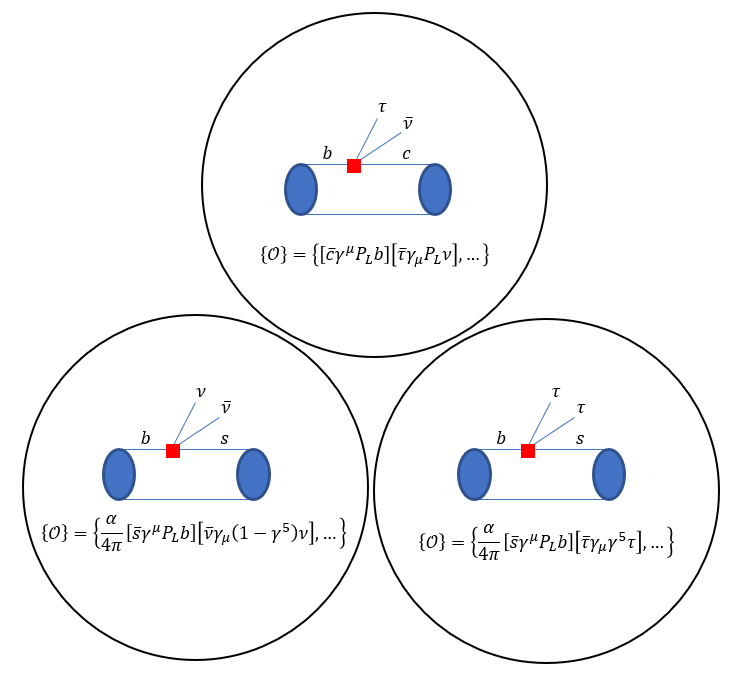 τ
ν̄
b c
{𝒪} = {[c̄γ^μ P_L b][τ̄γ_μ P_L ν], …}
ν
ν̄
b s
{𝒪} = {α/4π [s̄γ^μ P_L b][ν̄γ_μ(1 − γ^5)ν], …}
τ
τ
b s
{𝒪} = {α/4π [s̄γ^μ P_L b][τ̄γ_μ γ^5 τ], …}